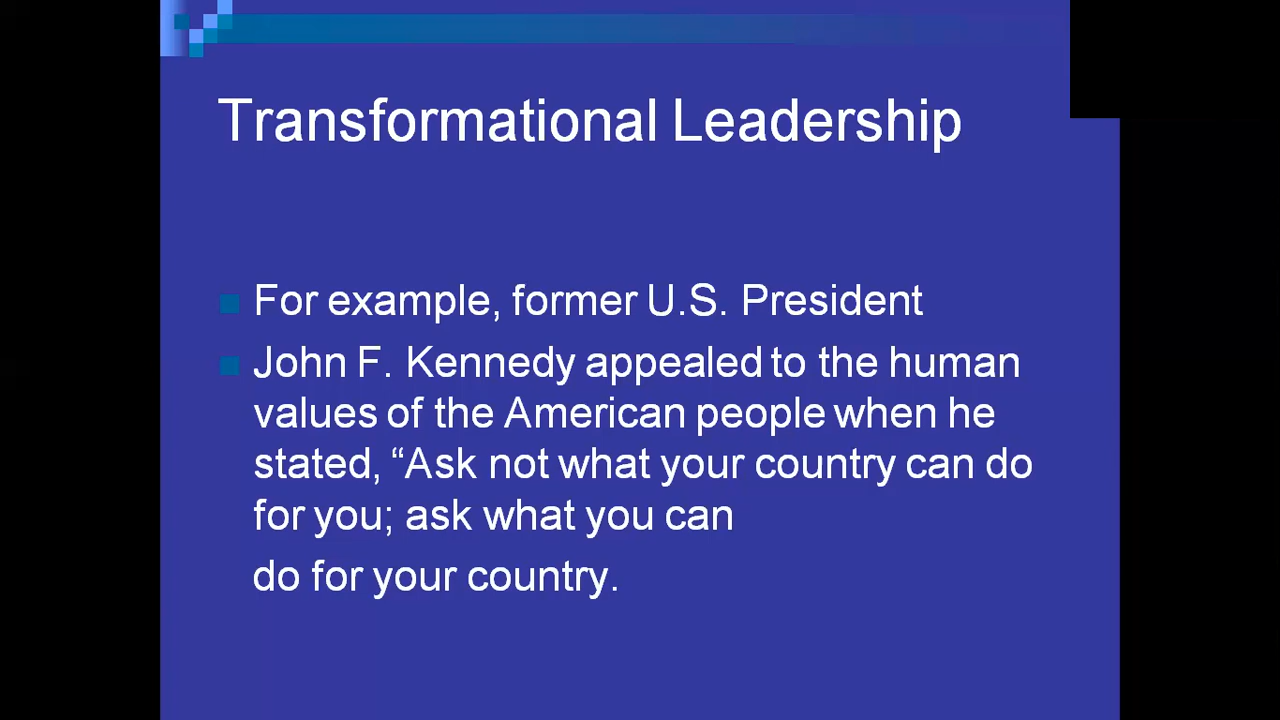 Transformational Leadership
For example, former U.S. President
John F. Kennedy appealed to the human
values of the American people when he
stated, “Ask not what your country can do
for you; ask what you can
do for your country.